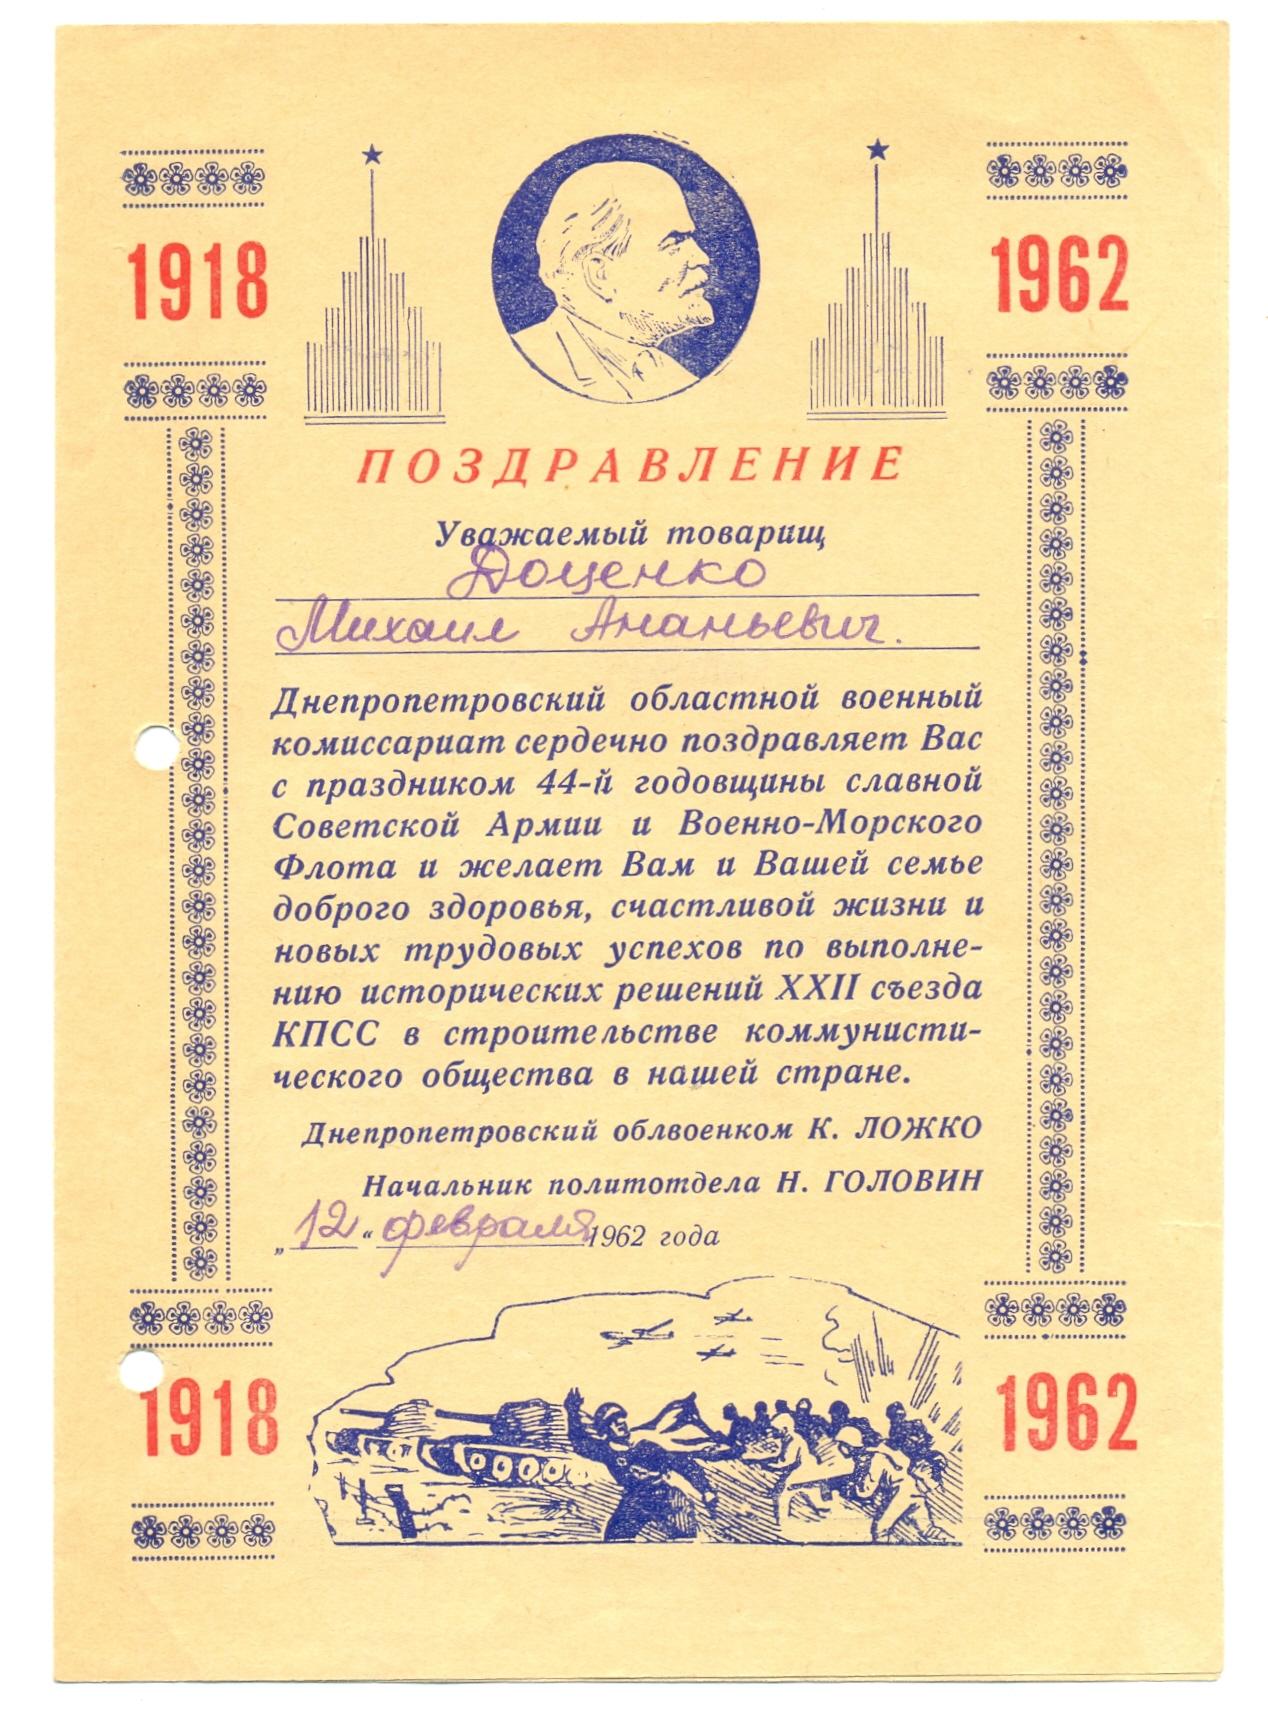 1918
1962
ПОЗДРАВЛЕНИЕ
Уважаемый товарищ
Доценко
Михаил Ананьевич.
Днепропетровский областной военный
комиссариат сердечно поздравляет Вас
с праздником 44-й годовщины славной
Советской Армии и Военно-Морского
Флота и желает Вам и Вашей семье
доброго здоровья, счастливой жизни и
новых трудовых успехов по выполне-
нию исторических решений XXII съезда
КПСС в строительстве коммунисти-
ческого общества в нашей стране.
Днепропетровский облвоенком К. ЛОЖКО
Начальник политотдела Н. ГОЛОВИН
„12“ февраля 1962 года
1918
1962